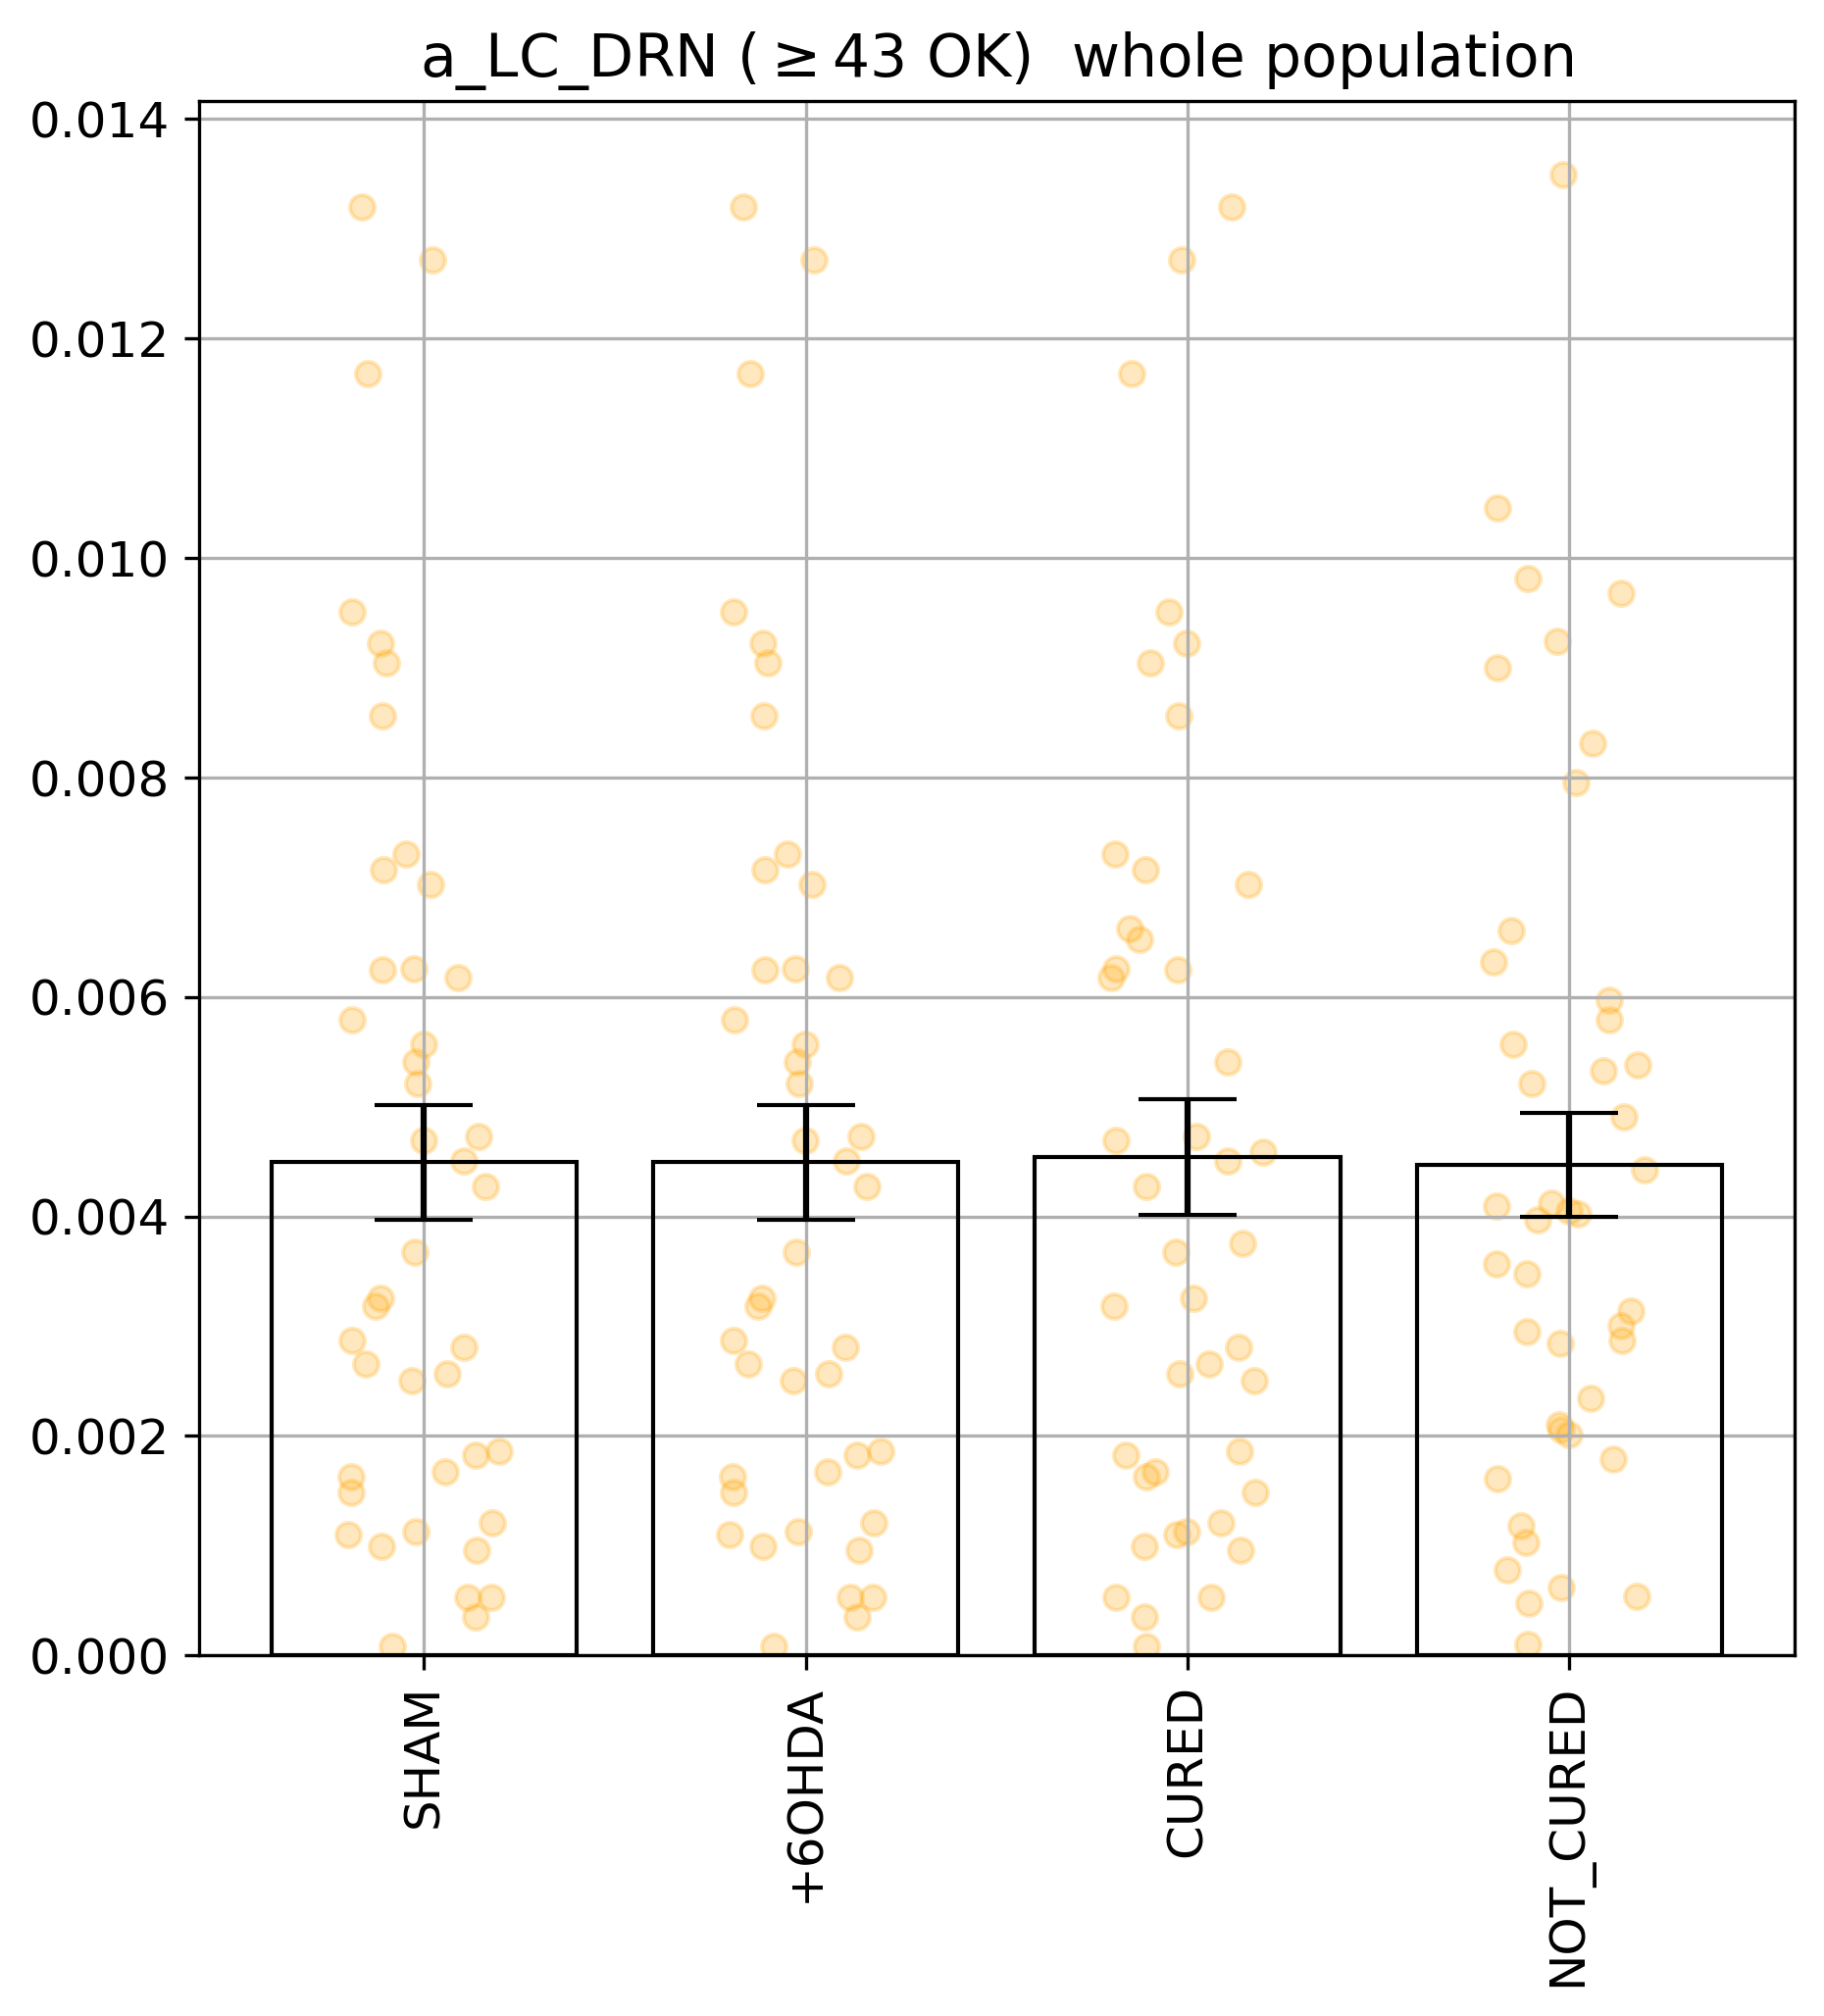 a_LC_DRN (≥43 OK)  whole population
0.014
0.012
0.010
0.008
0.006
0.004
0.002
0.000
SHAM
+6OHDA
CURED
NOT_CURED